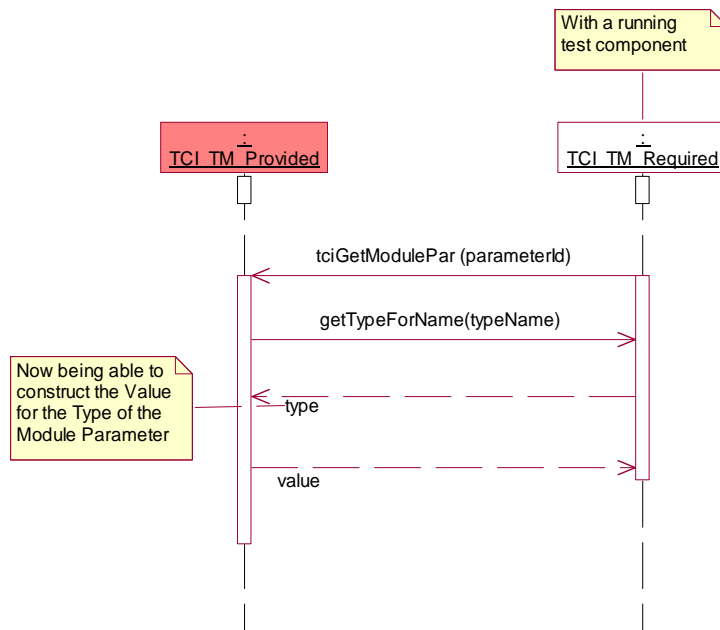 With a running
test component
:
TCI_TM_Provided
:
TCI_TM_Required
tciGetModulePar (parameterId)
getTypeForName(typeName)
Now being able to
construct the Value
for the Type of the
Module Parameter
type
value